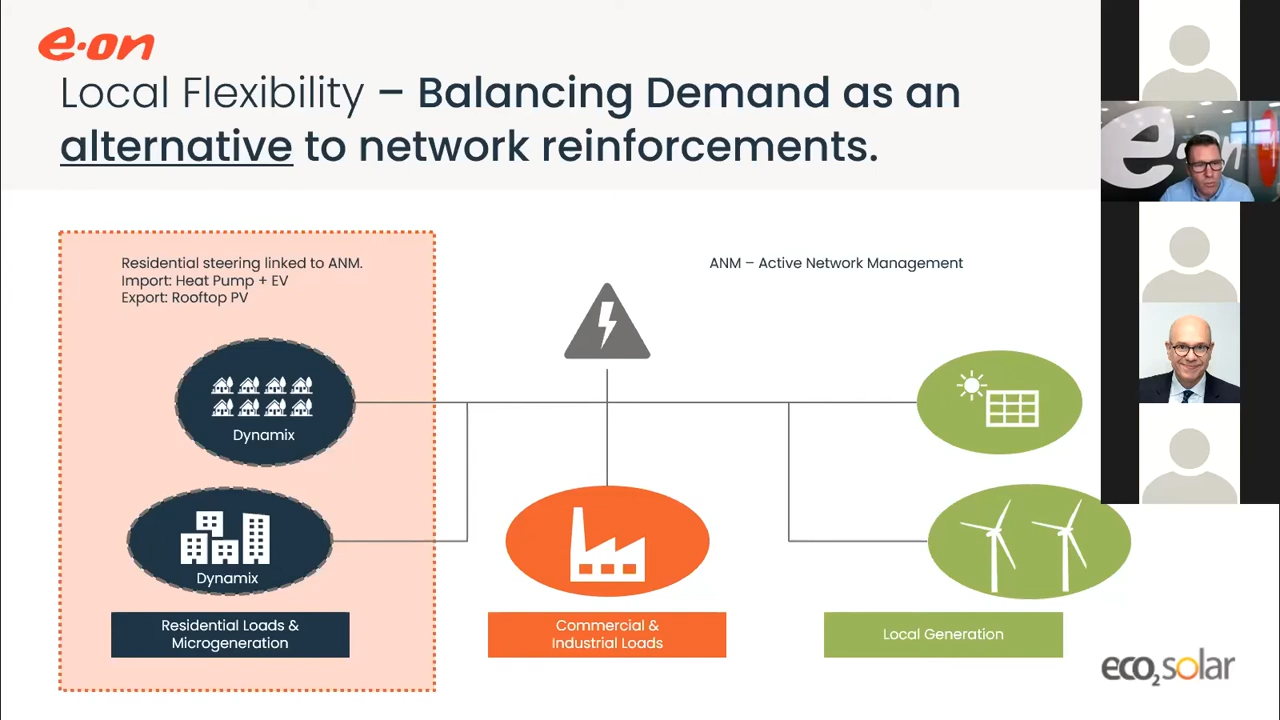 e·on
Local Flexibility – Balancing Demand as an
alternative to network reinforcements.
Residential steering linked to ANM.
Import: Heat Pump + EV
Export: Rooftop PV
ANM – Active Network Management
Dynamix
Dynamix
Residential Loads &
Microgeneration
Commercial &
Industrial Loads
Local Generation
eco2solar
e·on